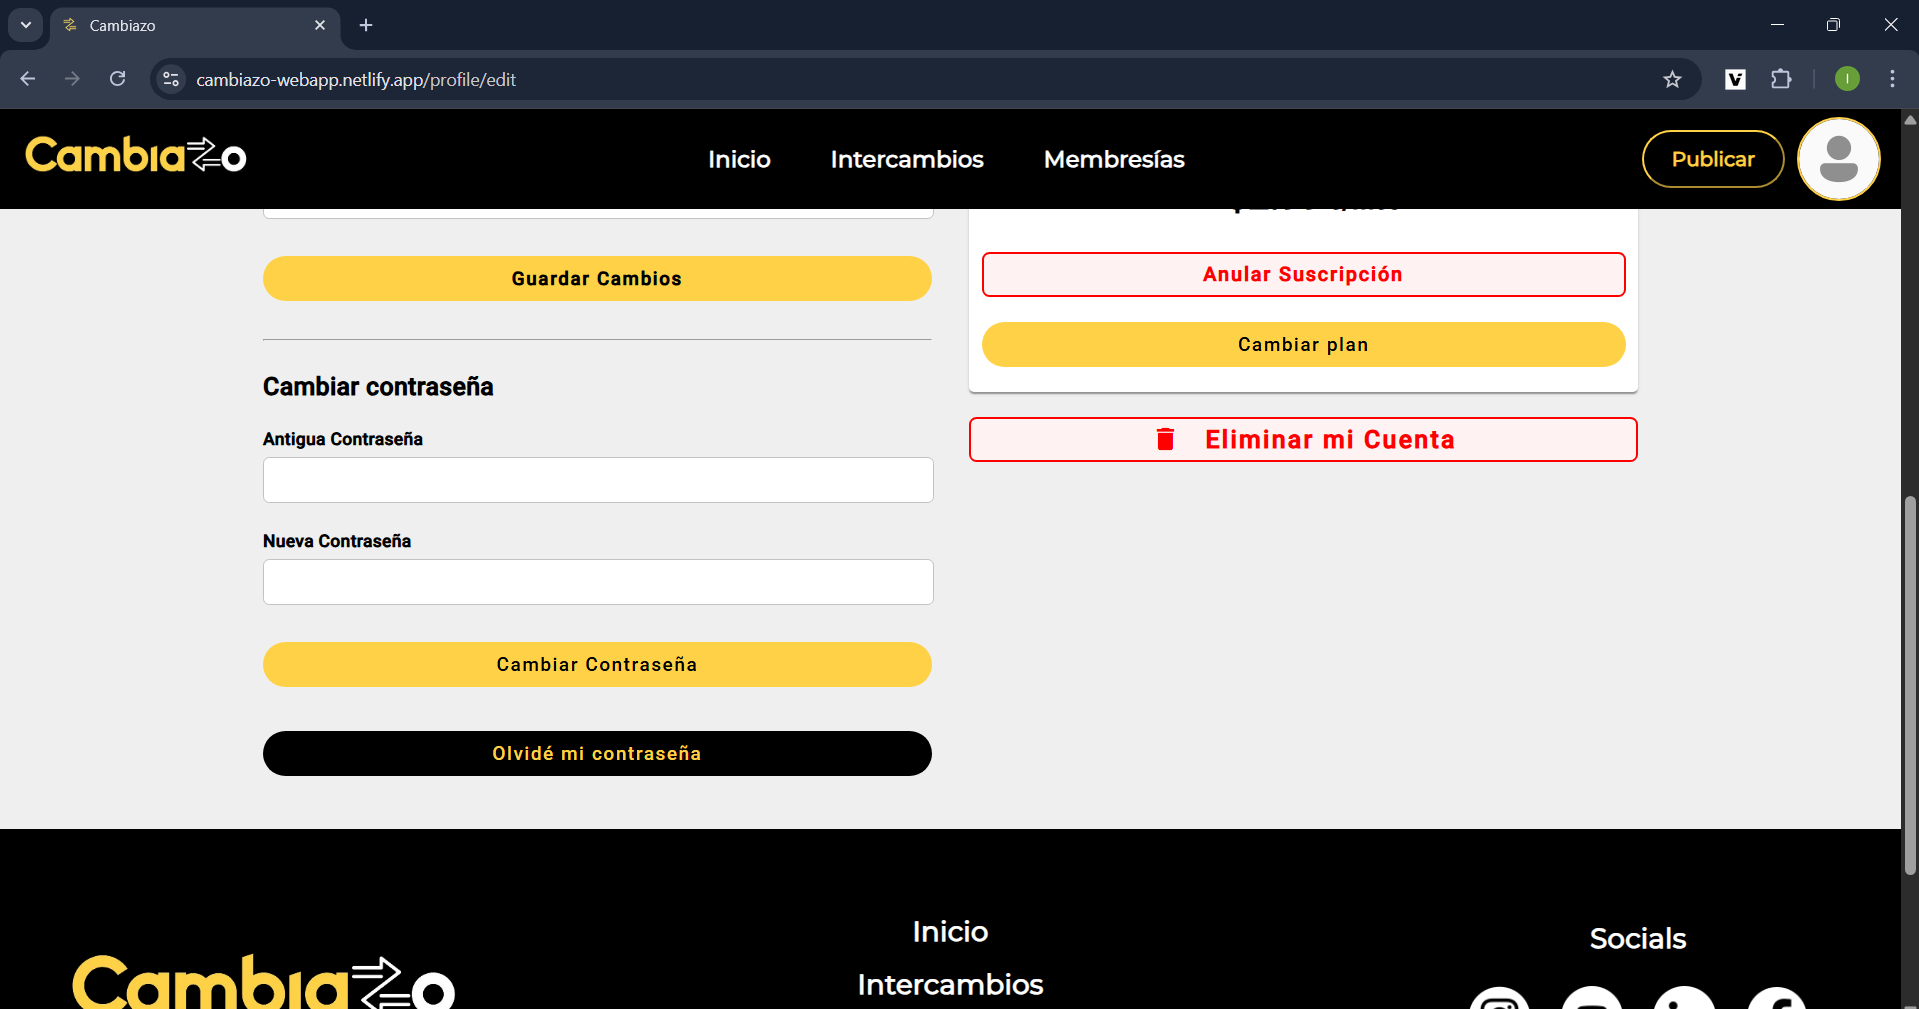 Cambiazo
cambiazo-webapp.netlify.app/profile/edit
I
Cambiazo
Inicio
Intercambios
Membresías
Publicar
Guardar Cambios
Cambiar contraseña
Antigua Contraseña
Nueva Contraseña
Cambiar Contraseña
Olvidé mi contraseña
Anular Suscripción
Cambiar plan
Eliminar mi Cuenta
Cambiazo
Inicio
Intercambios
Socials